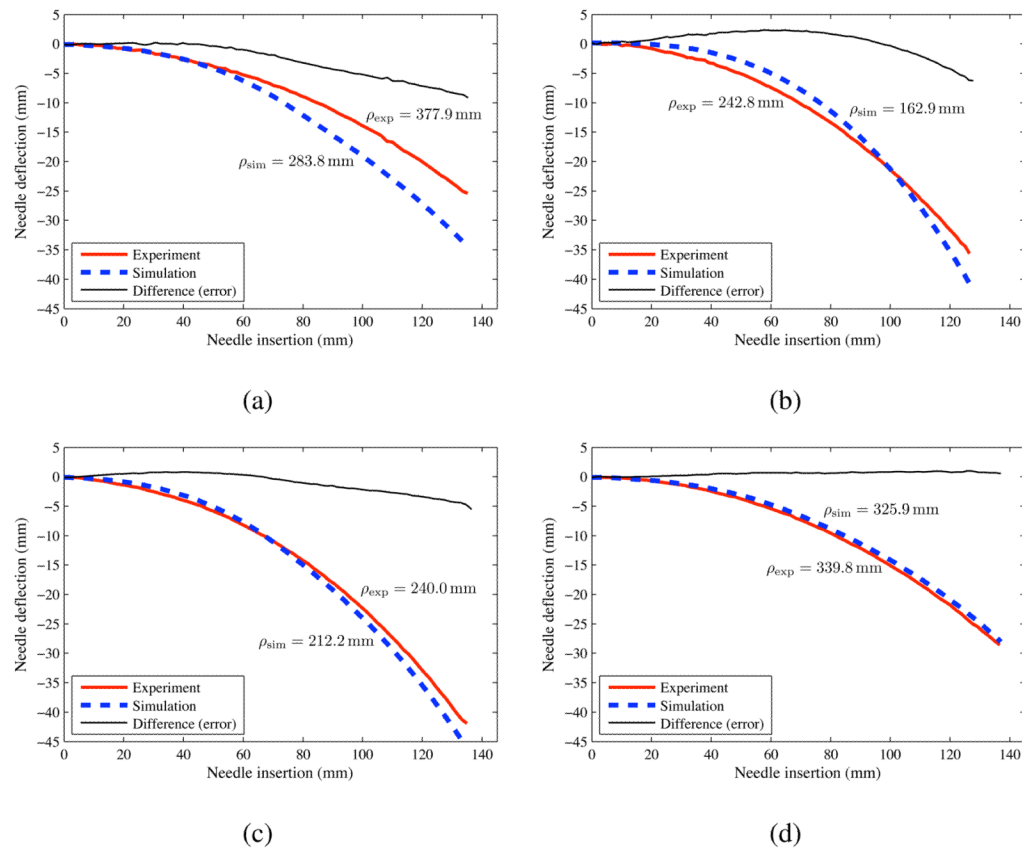 5
0
−5
−10
−15
−20
−25
−30
−35
−40
−45
Needle deflection (mm)
ρexp = 377.9 mm
ρsim = 283.8 mm
Experiment
Simulation
Difference (error)
0 20 40 60 80 100 120 140
Needle insertion (mm)
(a)
5
0
−5
−10
−15
−20
−25
−30
−35
−40
−45
Needle deflection (mm)
ρexp = 242.8 mm
ρsim = 162.9 mm
Experiment
Simulation
Difference (error)
0 20 40 60 80 100 120 140
Needle insertion (mm)
(b)
5
0
−5
−10
−15
−20
−25
−30
−35
−40
−45
Needle deflection (mm)
ρexp = 240.0 mm
ρsim = 212.2 mm
Experiment
Simulation
Difference (error)
0 20 40 60 80 100 120 140
Needle insertion (mm)
(c)
5
0
−5
−10
−15
−20
−25
−30
−35
−40
−45
Needle deflection (mm)
ρsim = 325.9 mm
ρexp = 339.8 mm
Experiment
Simulation
Difference (error)
0 20 40 60 80 100 120 140
Needle insertion (mm)
(d)